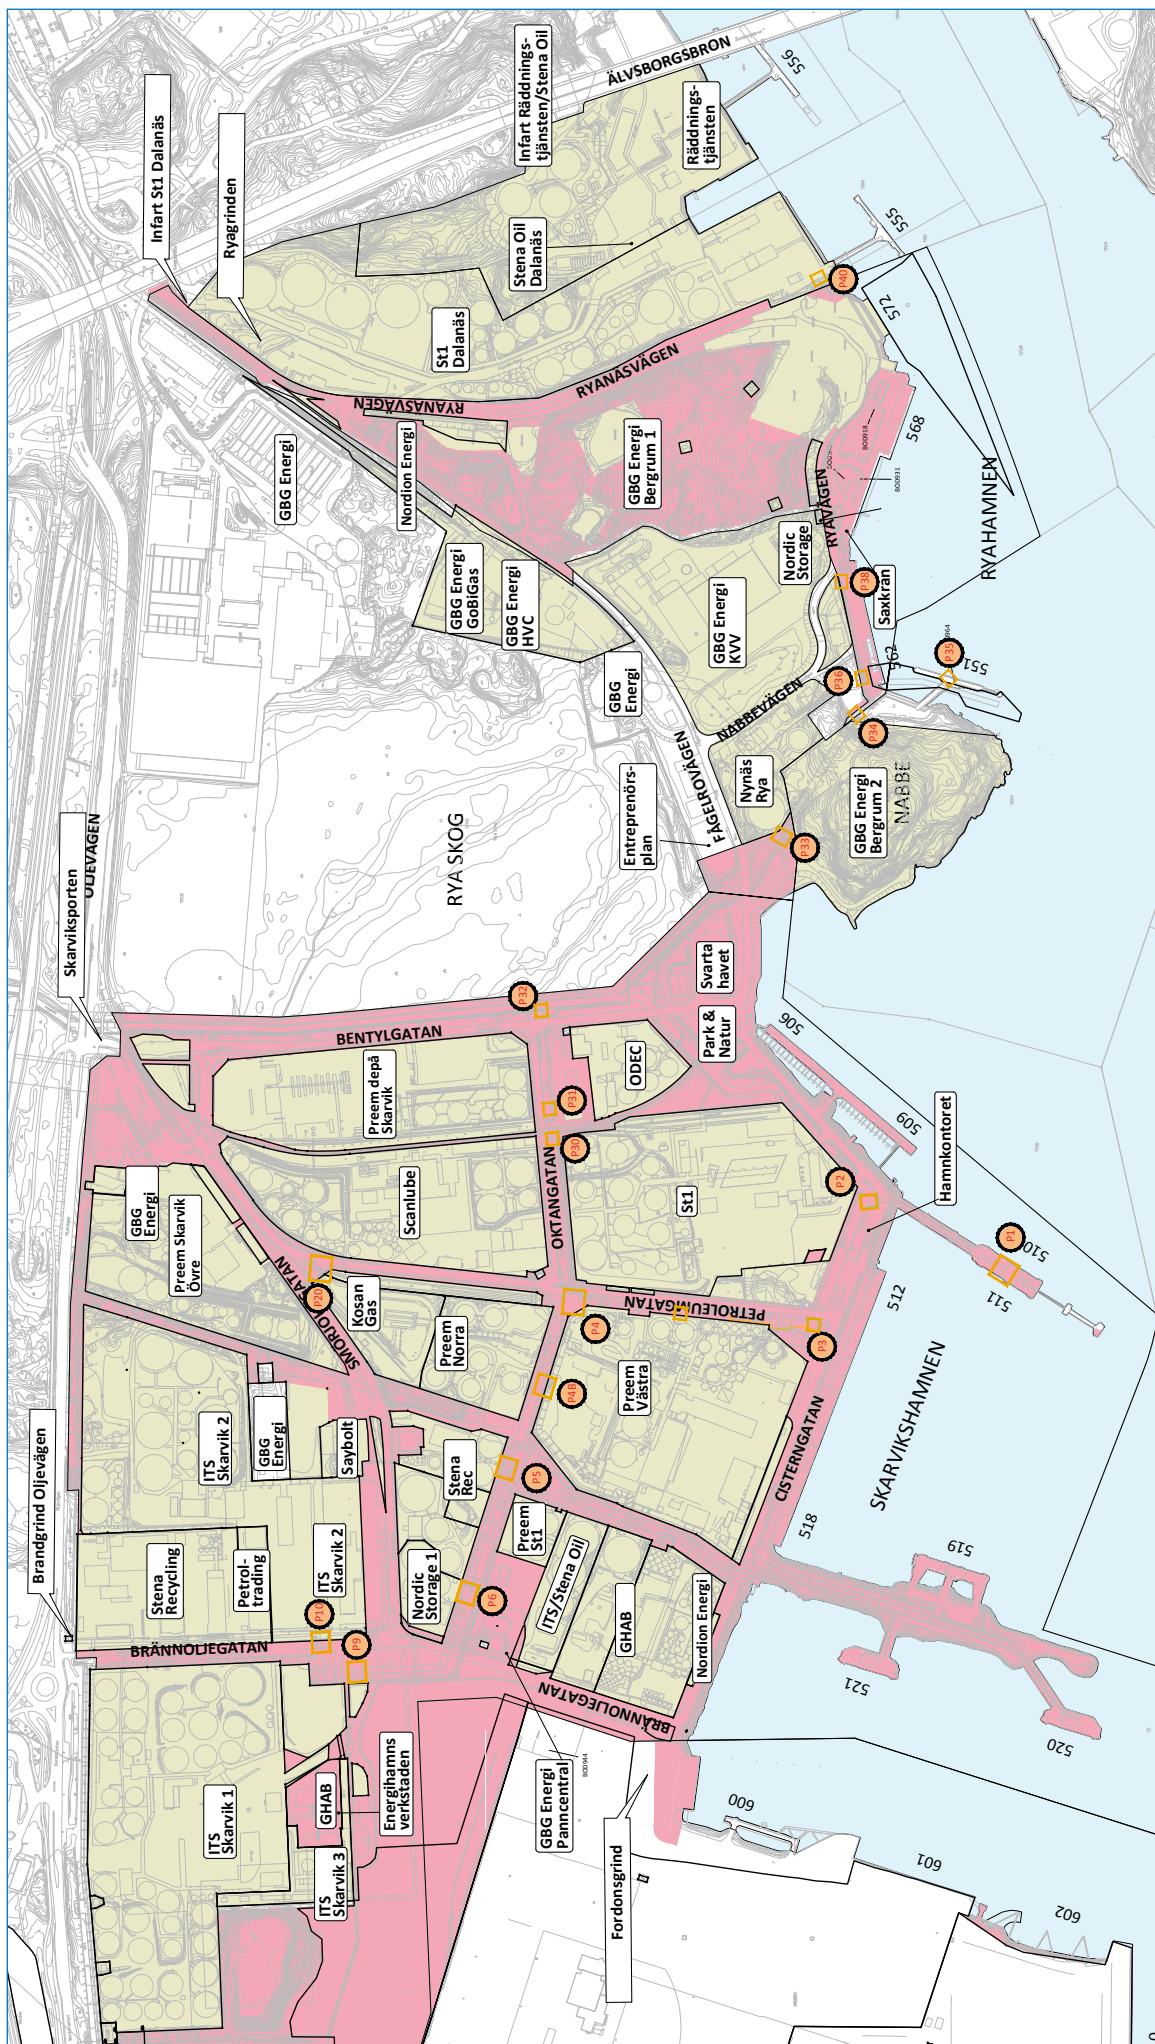 Brandgrind Oljevägen
Skarviksporten
OLJEVÄGEN
Infart St1 Dalanäs
Ryagrinden
ÄLVSBORGSBRON
556
Infart Räddnings-
tjänsten/Stena Oil
Räddnings-
tjänsten
Stena Oil
Dalanäs
St1
Dalanäs
555
P40
572
RYANÄSVÄGEN
RYANÄSVÄGEN
GBG Energi
Nordion Energi
GBG Energi
Bergrum 1
GBG Energi
GoBiGas
GBG Energi
HVC
568
BO0918
BO0931
RYAVÄGEN
Nordic
Storage
RYAHAMNEN
P38
Saxkran
GBG Energi
KVV
GBG
Energi
562
P35
551
P36
P34
NABBEVÄGEN
FÅGELROVÄGEN
Nynäs
Rya
GBG Energi
Bergrum 2
NABBE
Entreprenörs-
plan
P33
RYA SKOG
Svarta
havet
Park &
Natur
P32
BENTYLGATAN
ODEC
506
509
Preem depå
Skarvik
P31
P30
OKTANGATAN
Scanlube
St1
P2
Hamnkontoret
P1
510
511
512
GBG
Energi
Preem Skarvik
Övre
SMÖRJOLJEGATAN
P20
Kosan
Gas
Preem
Norra
P4
PETROLEUMGATAN
P3
P4B
Preem
Västra
CISTERNGATAN
SKARVIKSHAMNEN
ITS
Skarvik 2
GBG
Energi
Saybolt
Stena
Rec
P5
Preem
St1
518
519
Stena
Recycling
Petrol-
trading
ITS
Skarvik 2
Nordic
Storage 1
P6
ITS/Stena Oil
GHAB
Nordion Energi
521
520
P10
P9
BRÄNNOLJEGATAN
BRÄNNOLJEGATAN
ITS
Skarvik 1
GHAB
Energihamns
verkstaden
ITS
Skarvik 3
GBG Energi
Panncentral
BO0944
Fordonsgrind
600
601
602